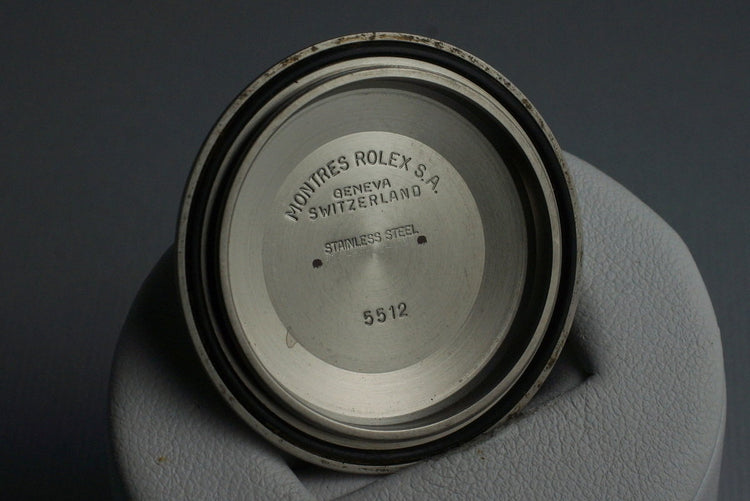 MONTRES ROLEX S.A.
GENEVA
SWITZERLAND
STAINLESS STEEL
5512